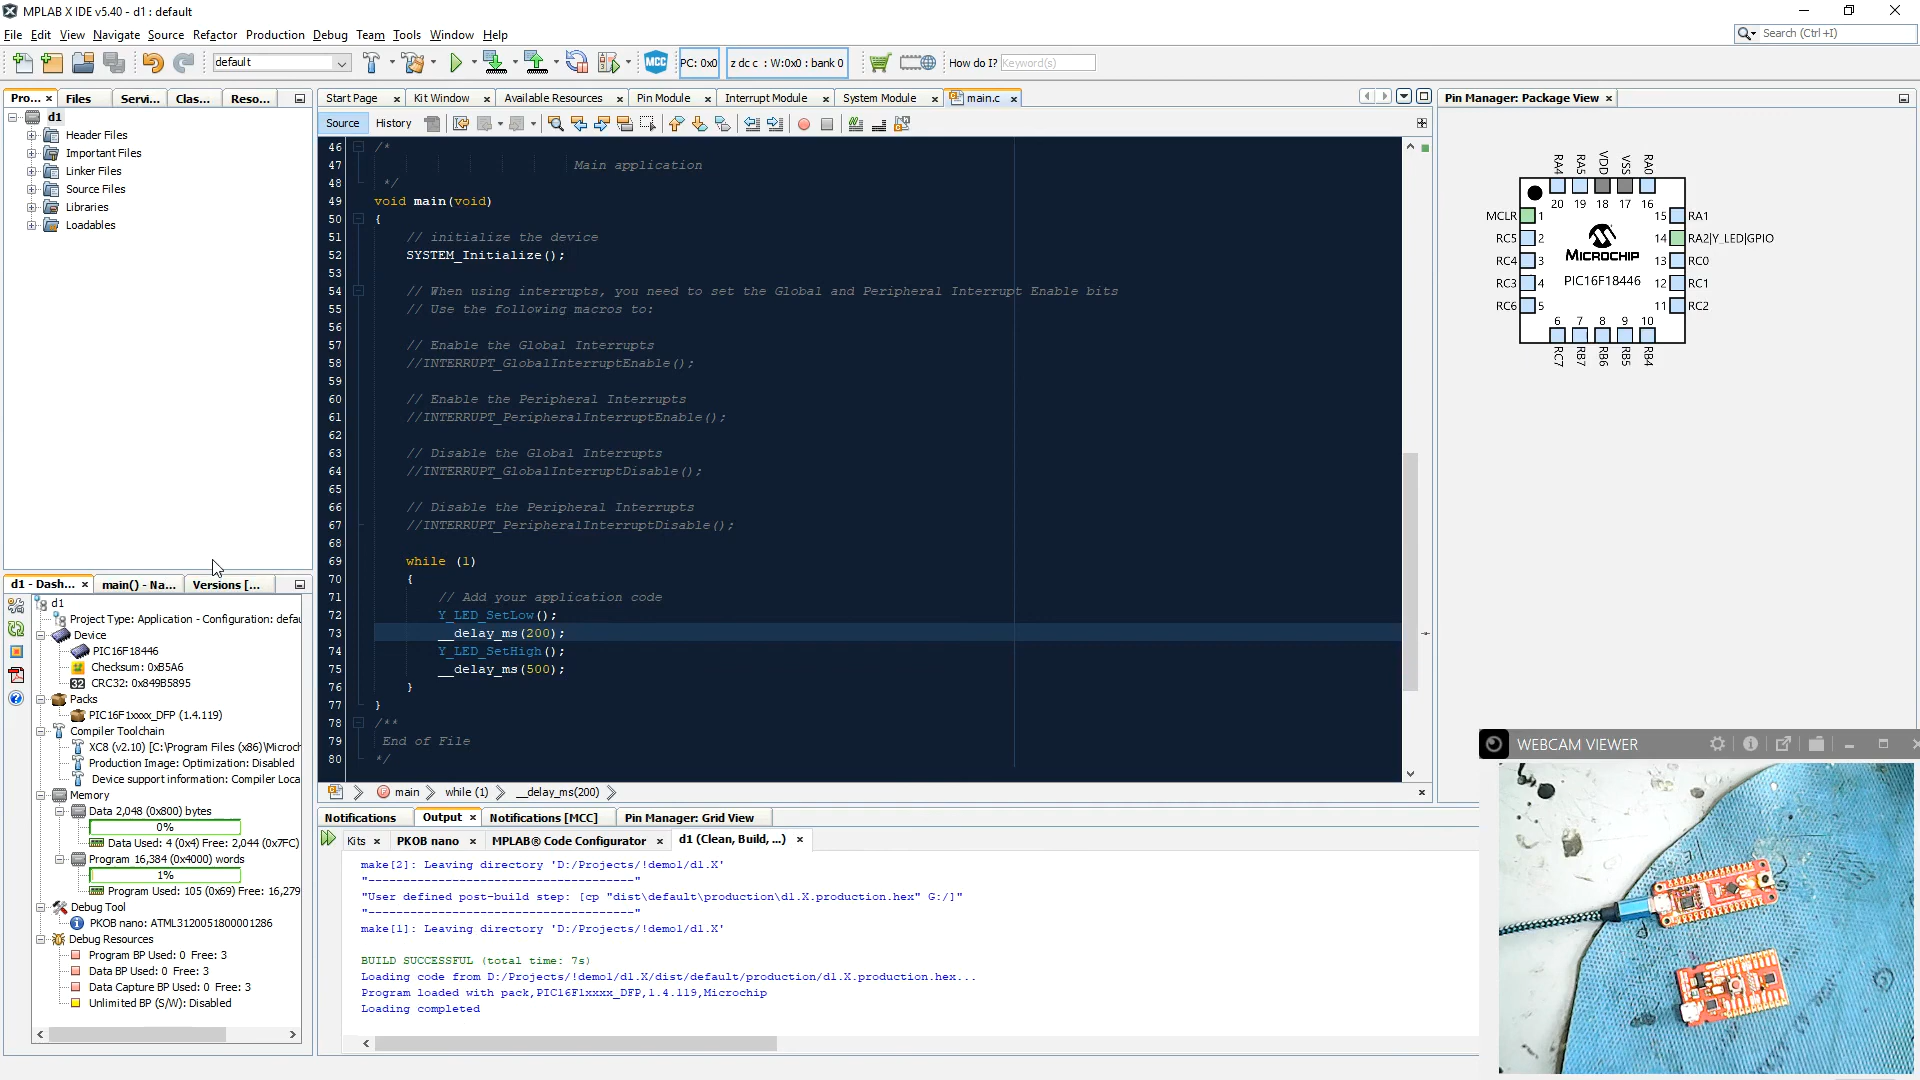 MPLAB X IDE v5.40 - d1 : default
File Edit View Navigate Source Refactor Production Debug Team Tools Window Help
Search (Ctrl+I)
default
MCC
PC: 0x0
z dc c : W:0x0 : bank 0
How do I? Keyword(s)
Pro... Files Servi... Clas... Reso...
d1
Header Files
Important Files
Linker Files
Source Files
Libraries
Loadables
Start Page Kit Window Available Resources Pin Module Interrupt Module System Module main.c
Source History
46 /*
47 Main application
48 */
49 void main(void)
50 {
51 // initialize the device
52 SYSTEM_Initialize();
53
54 // When using interrupts, you need to set the Global and Peripheral Interrupt Enable bits
55 // Use the following macros to:
56
57 // Enable the Global Interrupts
58 //INTERRUPT_GlobalInterruptEnable();
59
60 // Enable the Peripheral Interrupts
61 //INTERRUPT_PeripheralInterruptEnable();
62
63 // Disable the Global Interrupts
64 //INTERRUPT_GlobalInterruptDisable();
65
66 // Disable the Peripheral Interrupts
67 //INTERRUPT_PeripheralInterruptDisable();
68
69 while (1)
70 {
71 // Add your application code
72 Y_LED_SetLow();
73 __delay_ms(200);
74 Y_LED_SetHigh();
75 __delay_ms(500);
76 }
77 }
78 /**
79 End of File
80 */
main while (1) __delay_ms(200)
Pin Manager: Package View
RA4 RA5 VDD VSS RA0
20 19 18 17 16
MCLR 1 15 RA1
RC5 2 14 RA2|Y_LED|GPIO
RC4 3 13 RC0
RC3 4 12 RC1
RC6 5 11 RC2
MICROCHIP
PIC16F18446
6 7 8 9 10
RC7 RB7 RB6 RB5 RB4
d1 - Dash... main() - Na... Versions [...
d1
Project Type: Application - Configuration: defau
Device
PIC16F18446
Checksum: 0xB5A6
32 CRC32: 0x849B5895
Packs
PIC16F1xxxx_DFP (1.4.119)
Compiler Toolchain
XC8 (v2.10) [C:\Program Files (x86)\Microch
Production Image: Optimization: Disabled
Device support information: Compiler Loca
Memory
Data 2,048 (0x800) bytes
0%
Data Used: 4 (0x4) Free: 2,044 (0x7FC)
Program 16,384 (0x4000) words
1%
Program Used: 105 (0x69) Free: 16,279
Debug Tool
PKOB nano: ATML3120051800001286
Debug Resources
Program BP Used: 0 Free: 3
Data BP Used: 0 Free: 3
Data Capture BP Used: 0 Free: 3
Unlimited BP (S/W): Disabled
Notifications Output Notifications [MCC] Pin Manager: Grid View
Kits PKOB nano MPLAB® Code Configurator d1 (Clean, Build, ...)
make[2]: Leaving directory 'D:/Projects/!demo1/d1.X'
"--------------------------------------"
"User defined post-build step: [cp "dist\default\production\d1.X.production.hex" G:/]"
"--------------------------------------"
make[1]: Leaving directory 'D:/Projects/!demo1/d1.X'
BUILD SUCCESSFUL (total time: 7s)
Loading code from D:/Projects/!demo1/d1.X/dist/default/production/d1.X.production.hex...
Program loaded with pack,PIC16F1xxxx_DFP,1.4.119,Microchip
Loading completed
WEBCAM VIEWER